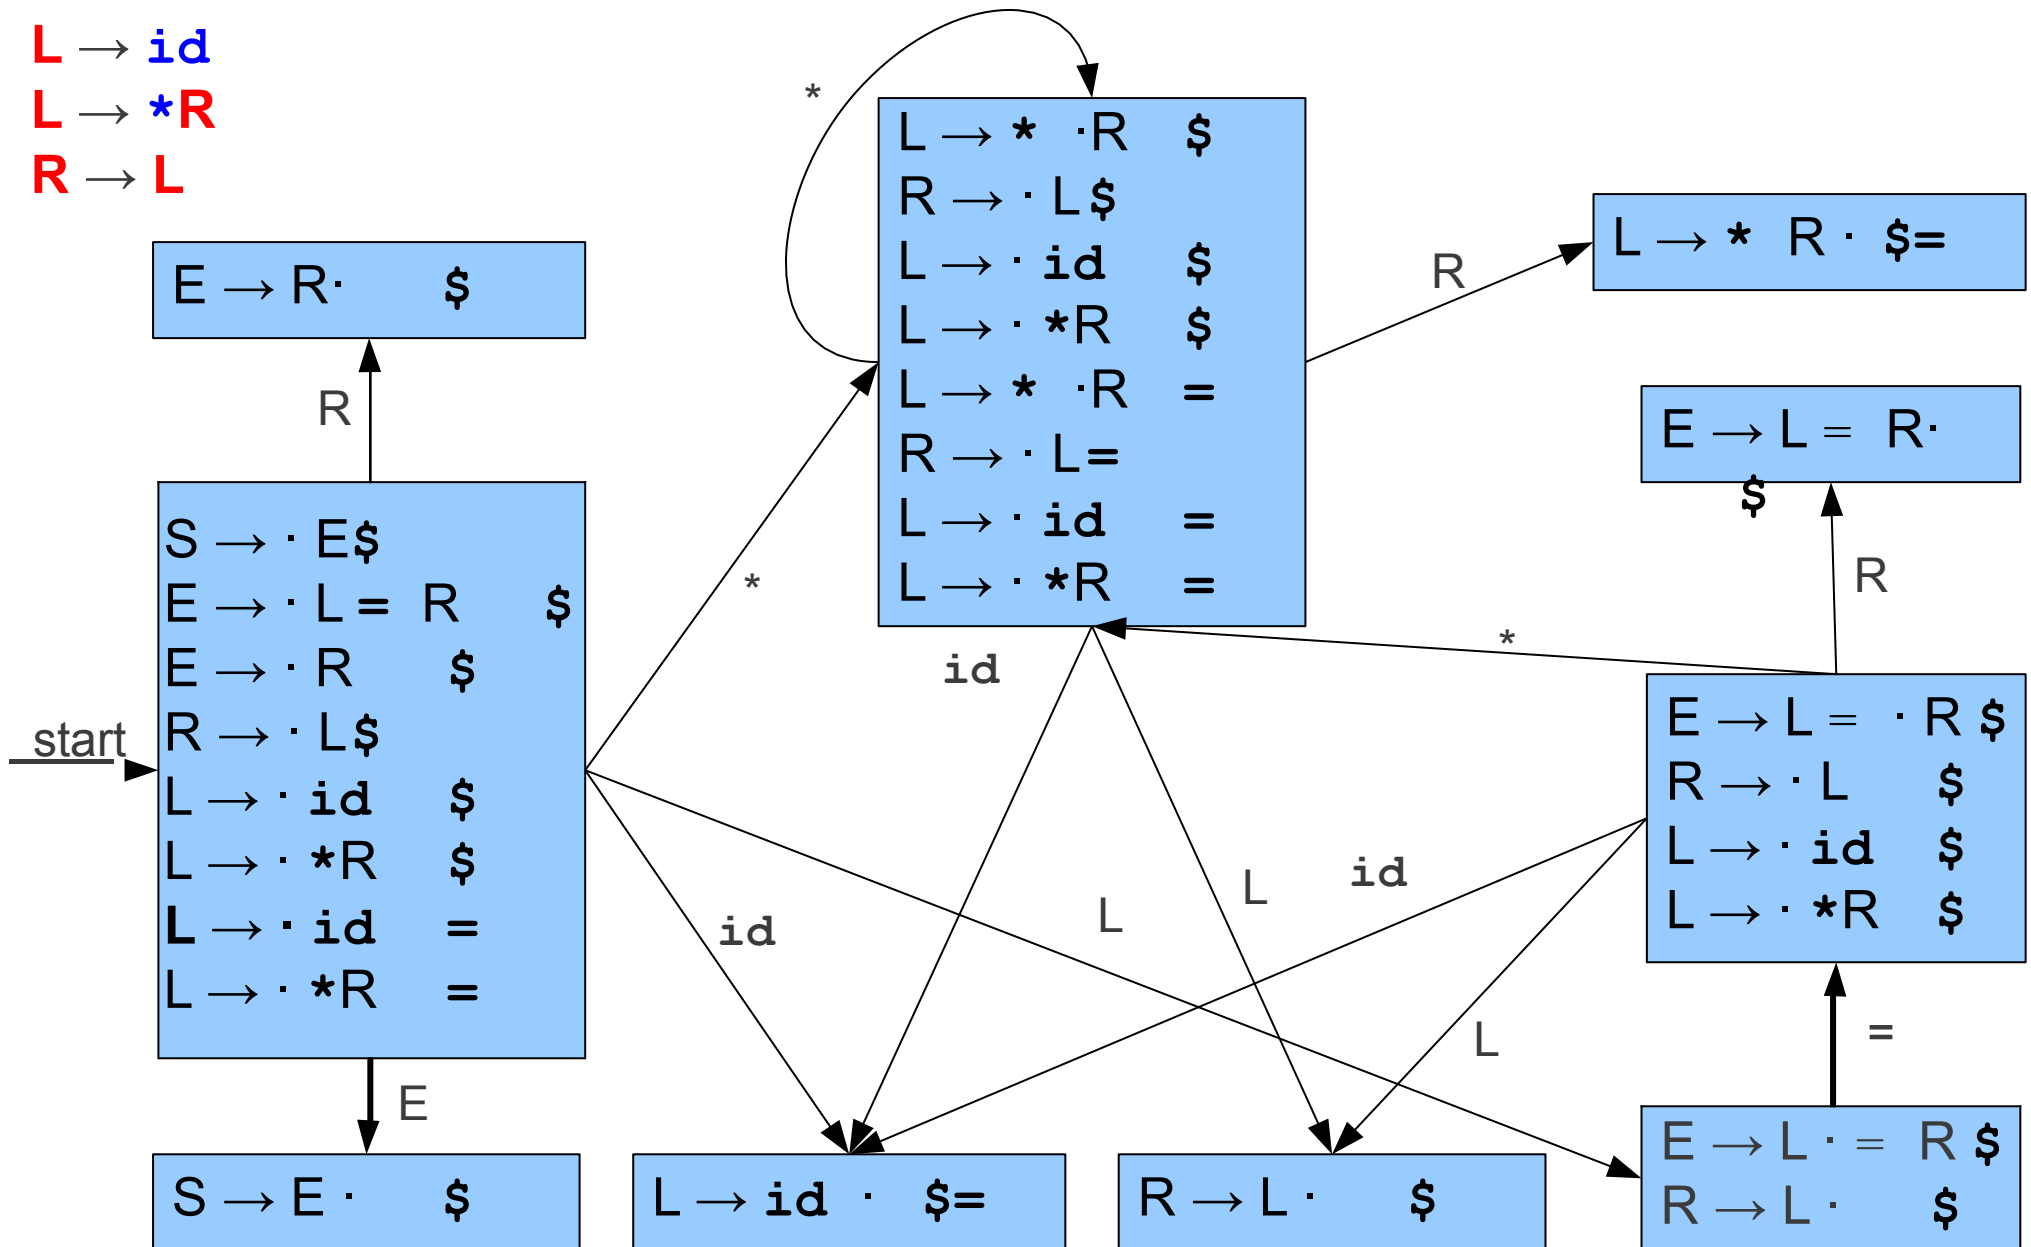 L → id
L → *R
R → L
E → R· $
R
S → · E$
E → · L = R $
E → · R $
R → · L$
L → · id $
L → · *R $
L → · id =
L → · *R =
start
E
S → E · $
*
L → * ·R $
R → · L$
L → · id $
L → · *R $
L → * ·R =
R → · L=
L → · id =
L → · *R =
*
id
R
L → * R · $=
E → L = R·
$
R
*
E → L = · R $
R → · L $
L → · id $
L → · *R $
id
L
L
id
L
=
L → id · $=
R → L · $
E → L · = R $
R → L · $